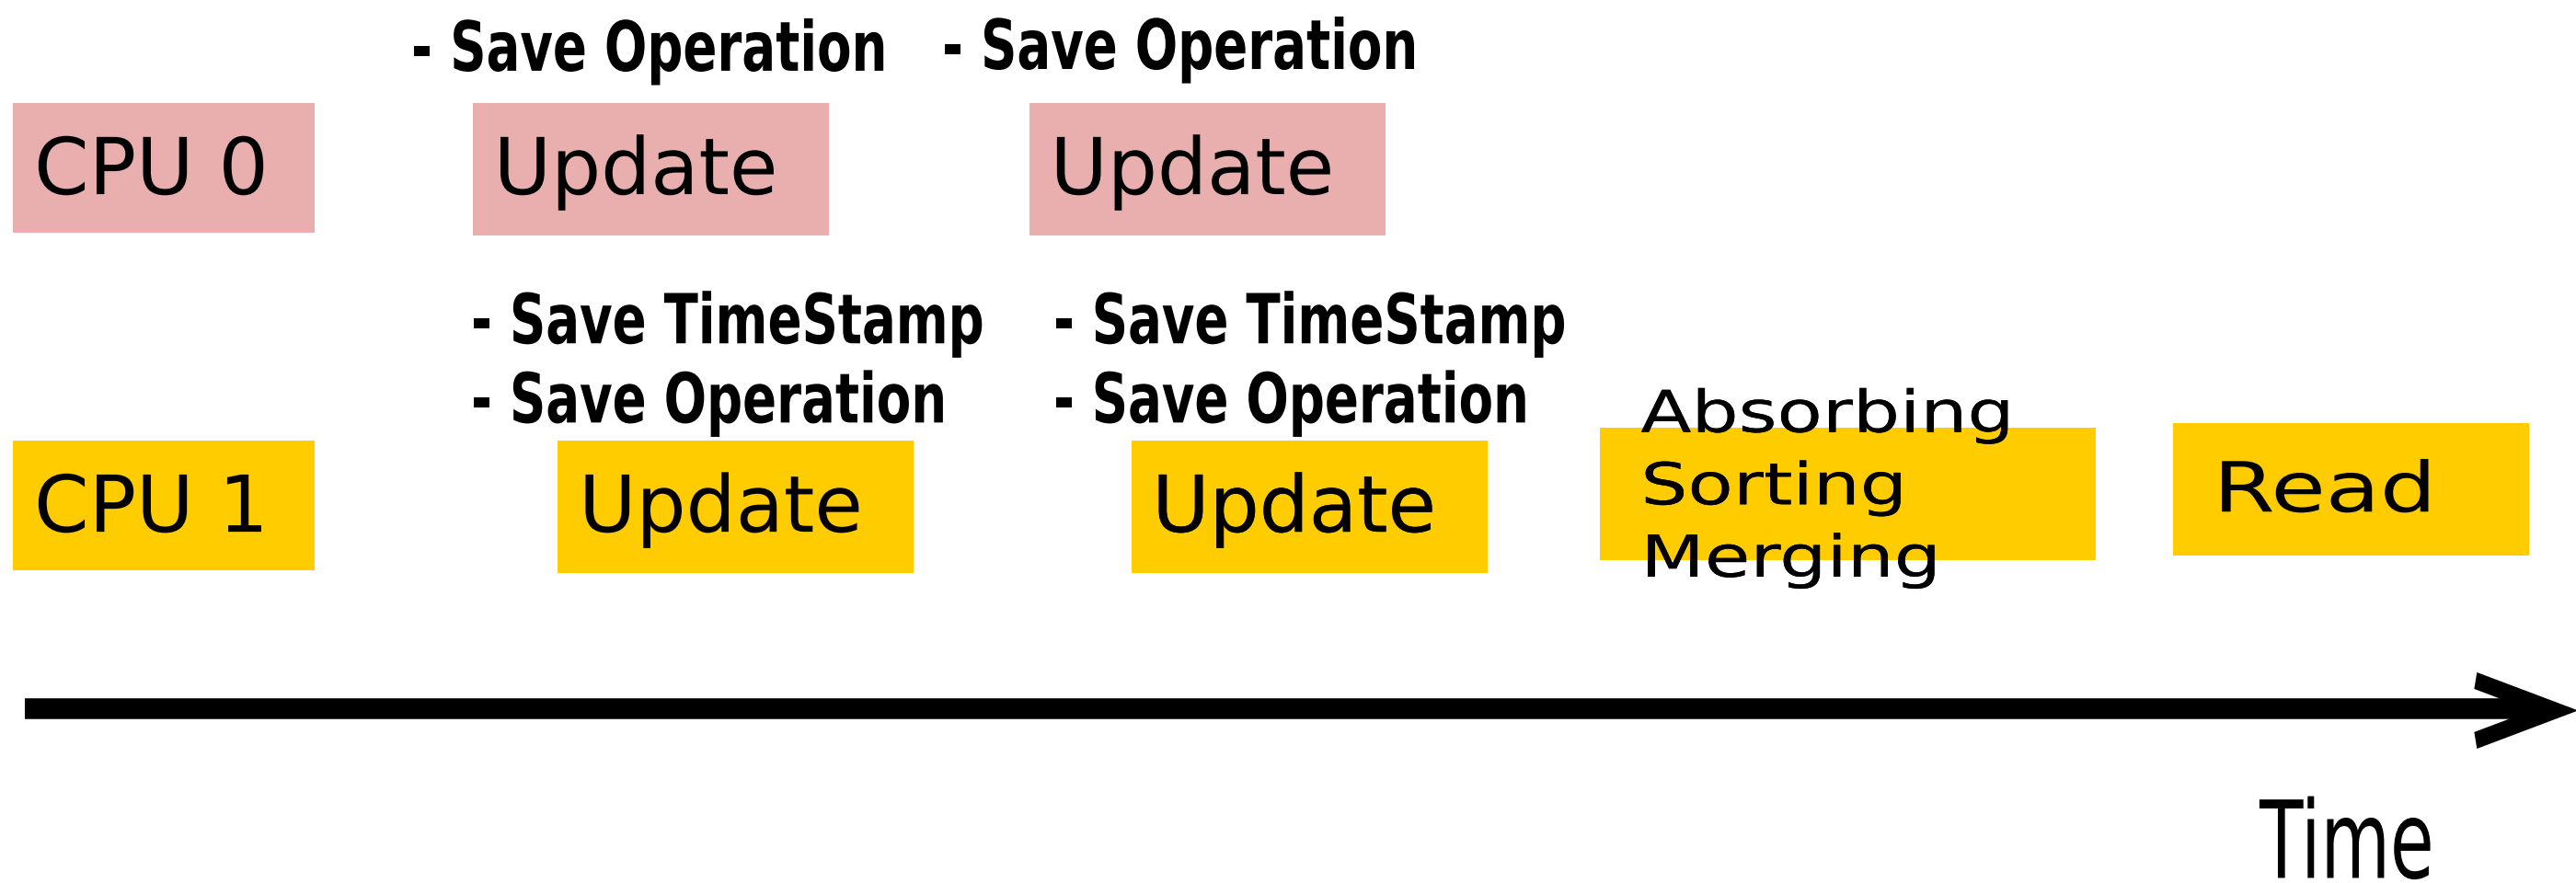 - Save Operation
- Save Operation
CPU 0
Update
Update
- Save TimeStamp
- Save Operation
- Save TimeStamp
- Save Operation
CPU 1
Update
Update
Absorbing
Sorting
Merging
Read
Time